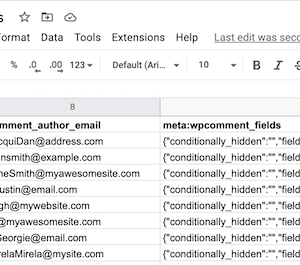 s
Format Data Tools Extensions Help Last edit was seco
% .0 .00 123 Default (Ari... 10 B I S
B
mment_author_email meta:wpcomment_fields
cquiDan@address.com {"conditionally_hidden":"","field
nsmith@example.com {"conditionally_hidden":"","field
neSmith@myawesomesite.com {"conditionally_hidden":"","field
ustin@email.com {"conditionally_hidden":"","field
gh@mywebsite.com {"conditionally_hidden":"","field
@myawesomesite.com {"conditionally_hidden":"","field
Georgie@email.com {"conditionally_hidden":"","field
relaMirela@mysite.com {"conditionally_hidden":"","field